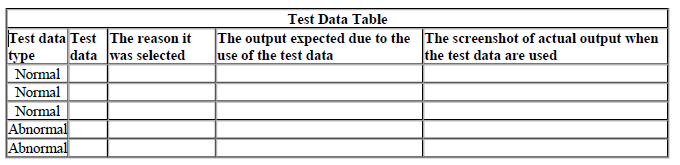 Test Data Table
Test data type Test data The reason it was selected The output expected due to the use of the test data The screenshot of actual output when the test data are used
Normal
Normal
Normal
Abnormal
Abnormal